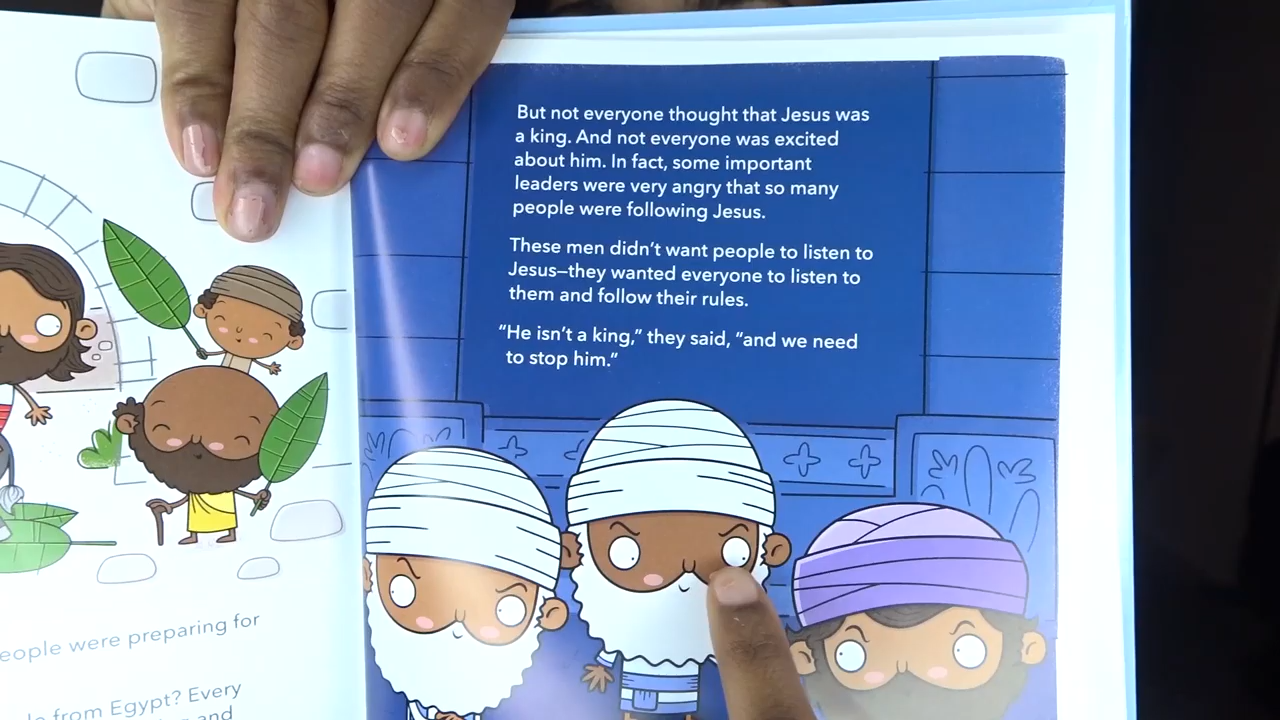 eople were preparing for
from Egypt? Every
and
But not everyone thought that Jesus was
a king. And not everyone was excited
about him. In fact, some important
leaders were very angry that so many
people were following Jesus.
These men didn't want people to listen to
Jesus—they wanted everyone to listen to
them and follow their rules.
“He isn't a king,” they said, “and we need
to stop him.“